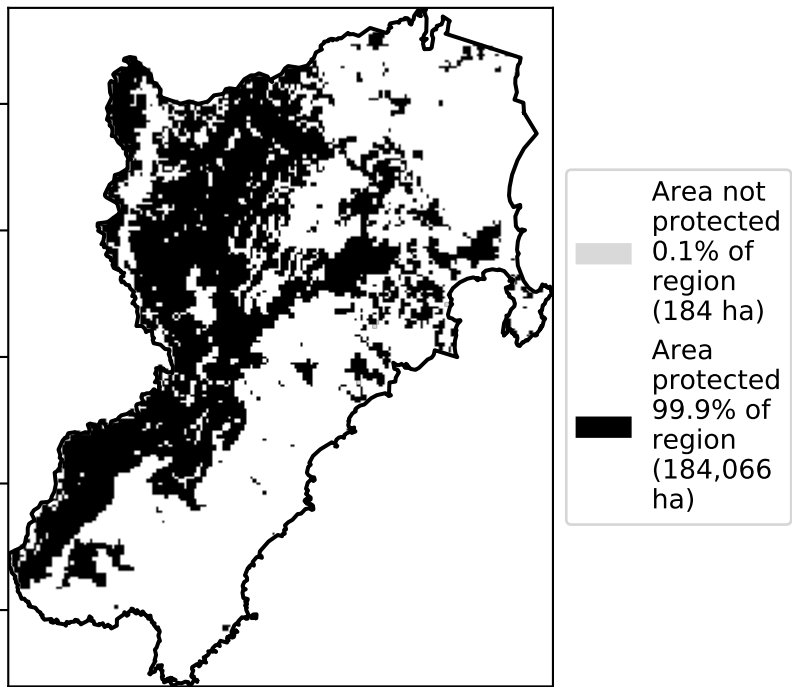 Area not
protected
0.1% of
region
(184 ha)
Area
protected
99.9% of
region
(184,066
ha)